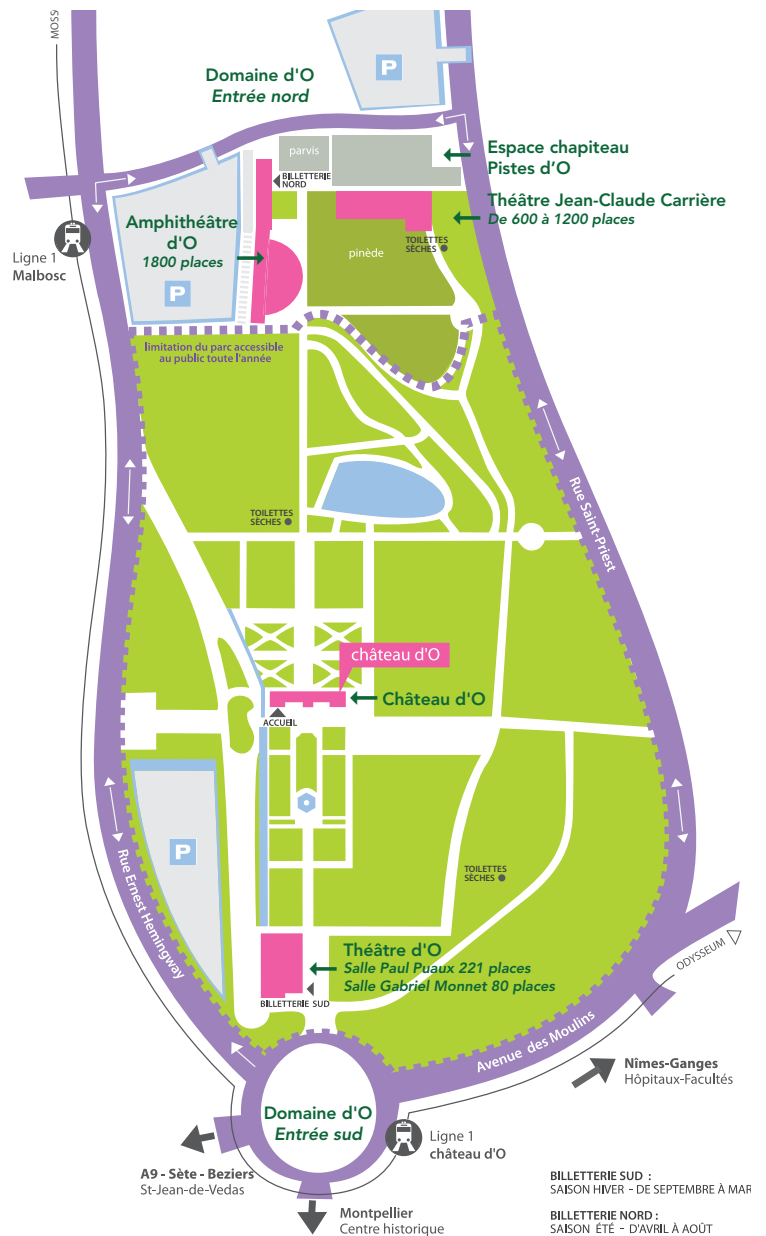 MOSS
Domaine d'O
Entrée nord
P
parvis
BILLETTERIE
NORD
Espace chapiteau
Pistes d'O
Théâtre Jean-Claude Carrière
De 600 à 1200 places
Amphithéâtre
d'O
1800 places
P
TOILETTES
SÈCHES
pinède
Ligne 1
Malbosc
limitation du parc accessible
au public toute l'année
Rue Saint-Priest
TOILETTES
SÈCHES
château d'O
Château d'O
ACCUEIL
P
Rue Ernest Hemingway
TOILETTES
SÈCHES
Théâtre d'O
Salle Paul Puaux 221 places
Salle Gabriel Monnet 80 places
BILLETTERIE SUD
ODYSSEUM
Avenue des Moulins
Nîmes-Ganges
Hôpitaux-Facultés
Domaine d'O
Entrée sud
Ligne 1
château d'O
A9 - Sète - Beziers
St-Jean-de-Vedas
Montpellier
Centre historique
BILLETTERIE SUD :
SAISON HIVER - DE SEPTEMBRE À MAR
BILLETTERIE NORD :
SAISON ÉTÉ - D'AVRIL À AOÛT